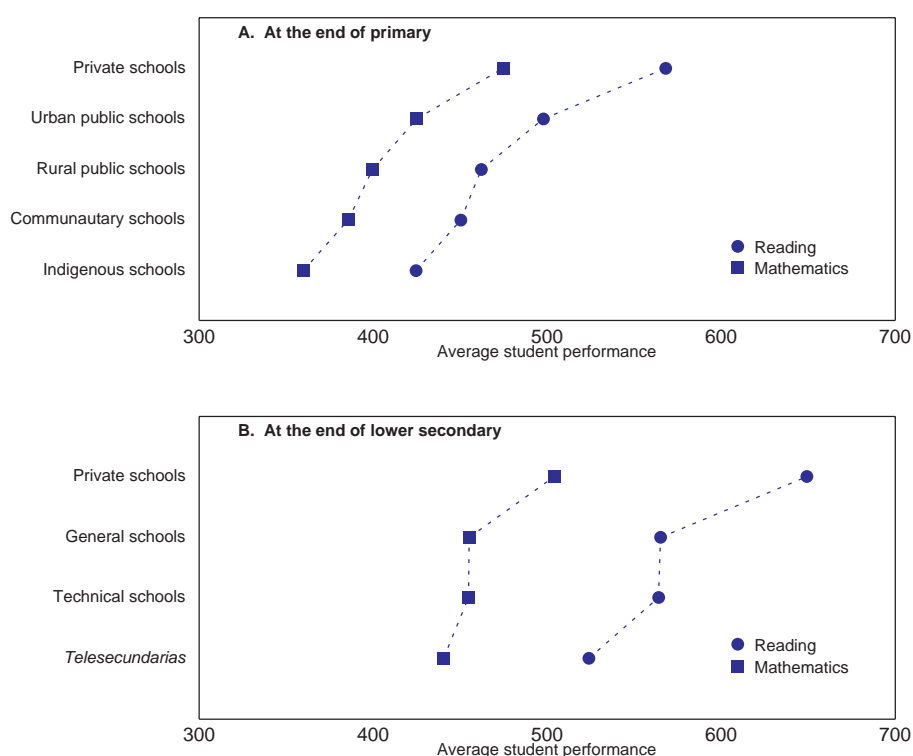 A. At the end of primary
Private schools
Urban public schools
Rural public schools
Communautary schools
Indigenous schools
Reading
Mathematics
300 400 500 600 700
Average student performance
B. At the end of lower secondary
Private schools
General schools
Technical schools
Telesecundarias
Reading
Mathematics
300 400 500 600 700
Average student performance